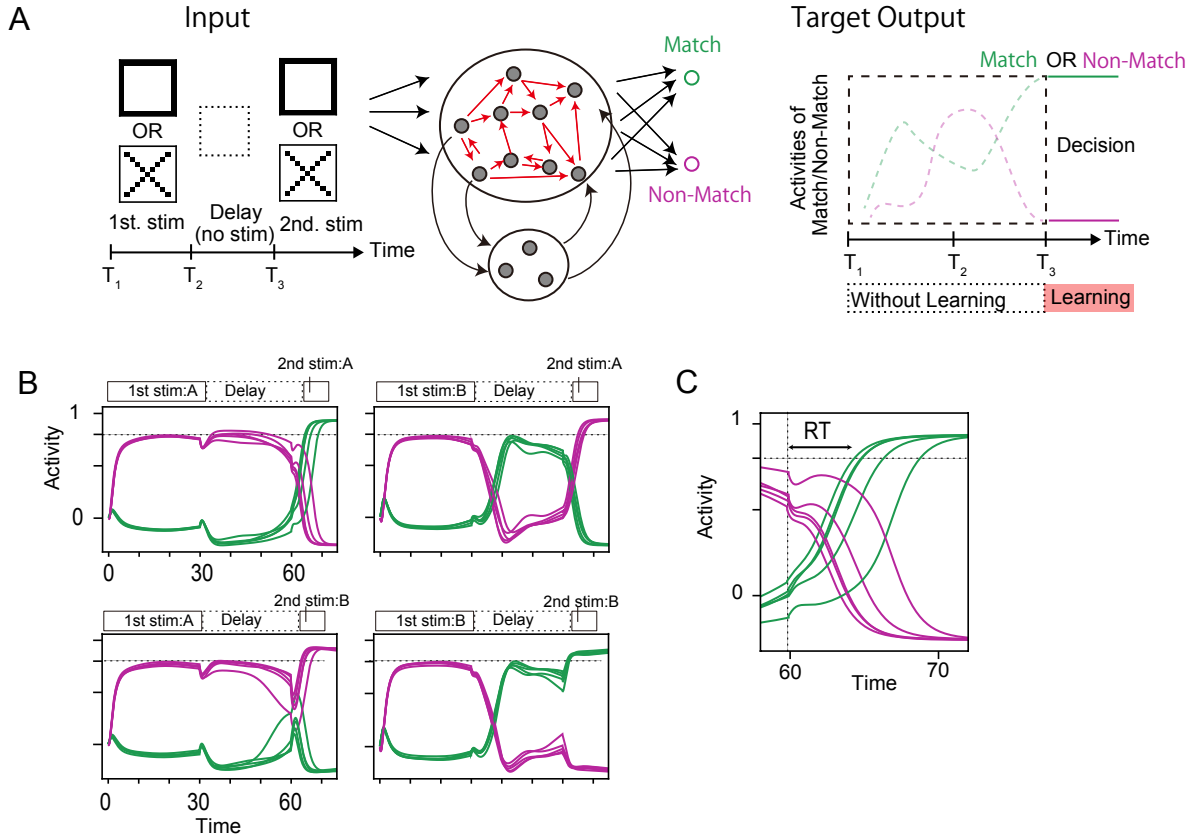 A
Input
OR
OR
1st. stim
Delay
(no stim)
2nd. stim
Time
T1
T2
T3
Match
Non-Match
Target Output
Match OR Non-Match
Activities of
Match/Non-Match
Decision
Time
T1
T2
T3
Without Learning
Learning
B
2nd stim:A
1st stim:A
Delay
1
Activity
0
0
30
60
2nd stim:A
1st stim:B
Delay
2nd stim:B
1st stim:A
Delay
0
30
60
Time
2nd stim:B
1st stim:B
Delay
C
1
RT
Activity
0
60
70
Time